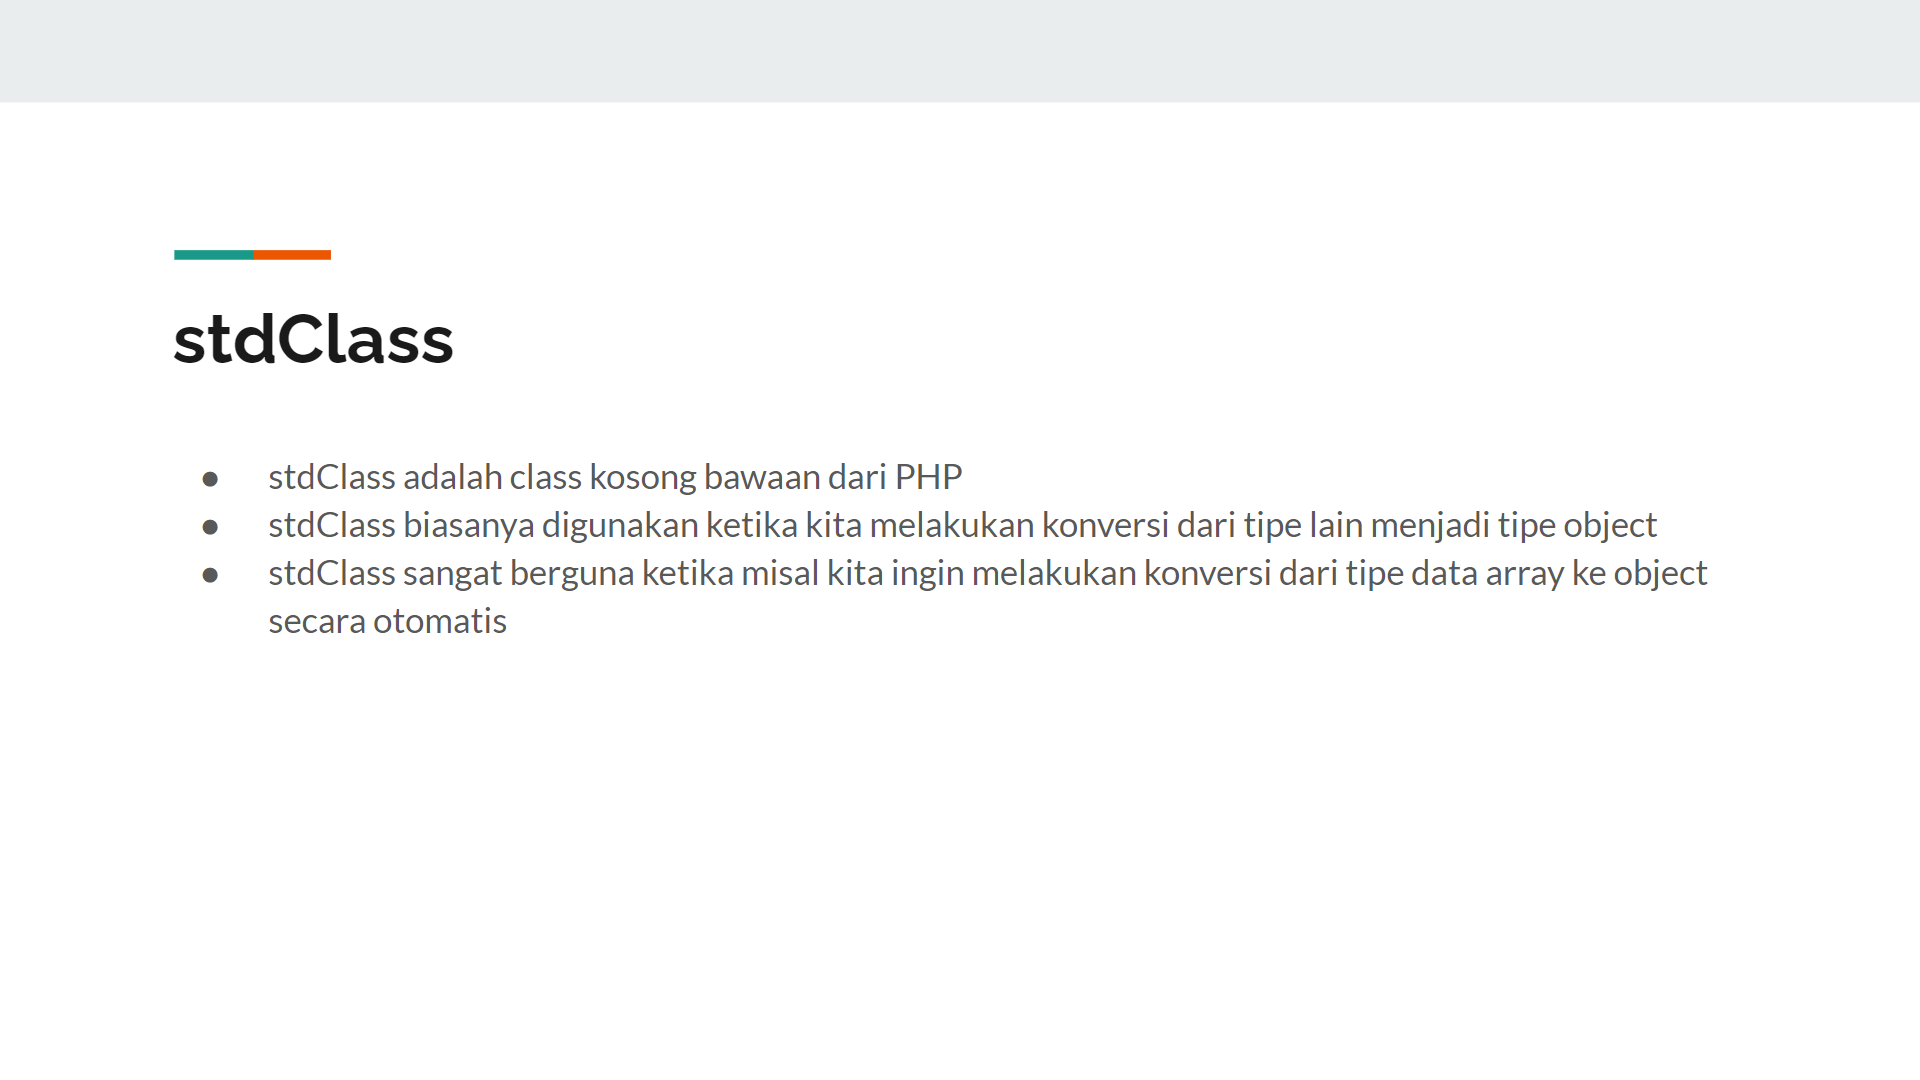 stdClass
● stdClass adalah class kosong bawaan dari PHP
● stdClass biasanya digunakan ketika kita melakukan konversi dari tipe lain menjadi tipe object
● stdClass sangat berguna ketika misal kita ingin melakukan konversi dari tipe data array ke object
secara otomatis